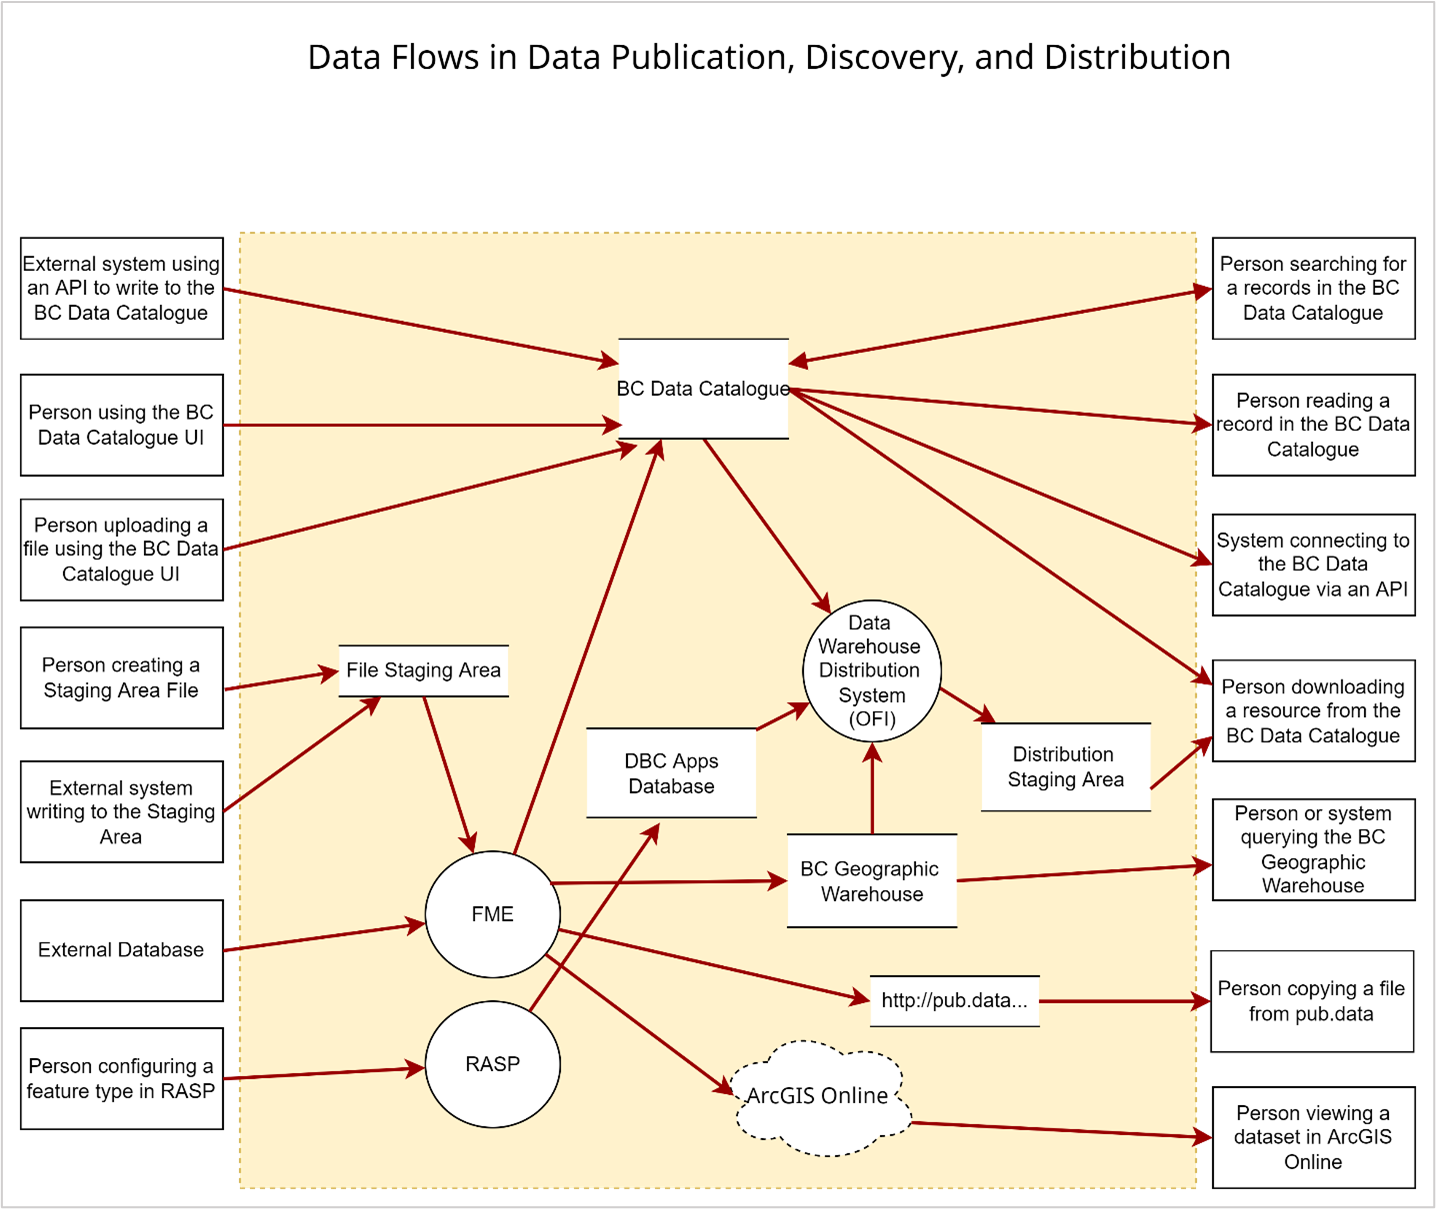 Data Flows in Data Publication, Discovery, and Distribution
External system using
an API to write to the
BC Data Catalogue
Person using the BC
Data Catalogue UI
Person uploading a
file using the BC Data
Catalogue UI
Person creating a
Staging Area File
External system
writing to the Staging
Area
External Database
Person configuring a
feature type in RASP
BC Data Catalogue
File Staging Area
Data
Warehouse
Distribution
System
(OFI)
DBC Apps
Database
Distribution
Staging Area
BC Geographic
Warehouse
FME
http://pub.data...
RASP
ArcGIS Online
Person searching for
a records in the BC
Data Catalogue
Person reading a
record in the BC Data
Catalogue
System connecting to
the BC Data
Catalogue via an API
Person downloading
a resource from the
BC Data Catalogue
Person or system
querying the BC
Geographic
Warehouse
Person copying a file
from pub.data
Person viewing a
dataset in ArcGIS
Online